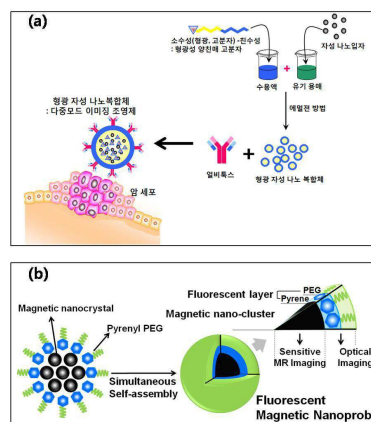 (a)
소수성(형광, 고분자) -친수성
: 형광성 양친매 고분자
자성 나노입자
수용액
유기 용매
에멀젼 방법
형광 자성 나노복합체
: 다중모드 이미징 조영제
암 세포
얼비툭스
형광 자성 나노 복합체
(b)
Magnetic nanocrystal
Pyrenyl PEG
Simultaneous
Self-assembly
Fluorescent layer
PEG
Pyrene
Magnetic nano-cluster
Sensitive
MR Imaging
Optical
Imaging
Fluorescent
Magnetic Nanoprob